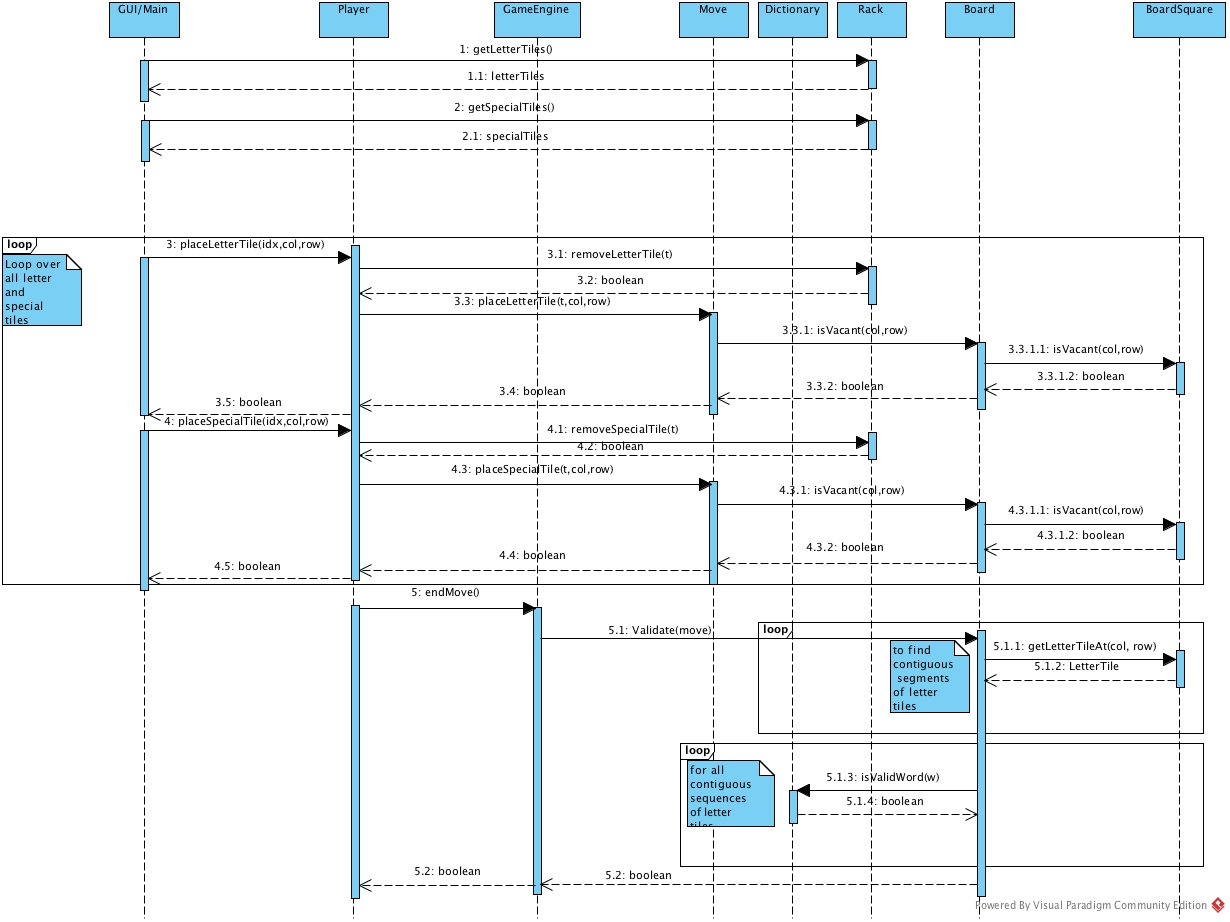 GUI/Main
Player
GameEngine
Move
Dictionary
Rack
Board
BoardSquare
1: getLetterTiles()
1.1: letterTiles
2: getSpecialTiles()
2.1: specialTiles
loop
Loop over
all letter
and
special
tiles
3: placeLetterTile(idx,col,row)
3.1: removeLetterTile(t)
3.2: boolean
3.3: placeLetterTile(t,col,row)
3.3.1: isVacant(col,row)
3.3.1.1: isVacant(col,row)
3.3.1.2: boolean
3.3.2: boolean
3.4: boolean
3.5: boolean
4: placeSpecialTile(idx,col,row)
4.1: removeSpecialTile(t)
4.2: boolean
4.3: placeSpecialTile(t,col,row)
4.3.1: isVacant(col,row)
4.3.1.1: isVacant(col,row)
4.3.1.2: boolean
4.3.2: boolean
4.4: boolean
4.5: boolean
5: endMove()
5.1: Validate(move)
loop
to find
contiguous
segments
of letter
tiles
5.1.1: getLetterTileAt(col, row)
5.1.2: LetterTile
loop
for all
contiguous
sequences
of letter
tiles
5.1.3: isValidWord(w)
5.1.4: boolean
5.2: boolean
5.2: boolean
Powered By Visual Paradigm Community Edition